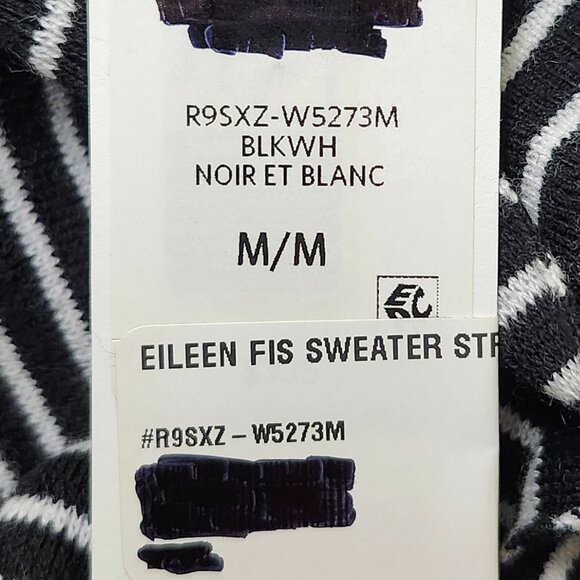 R9SXZ-W5273M
BLKWH
NOIR ET BLANC
M/M
EILEEN FIS SWEATER STR
#R9SXZ - W5273M